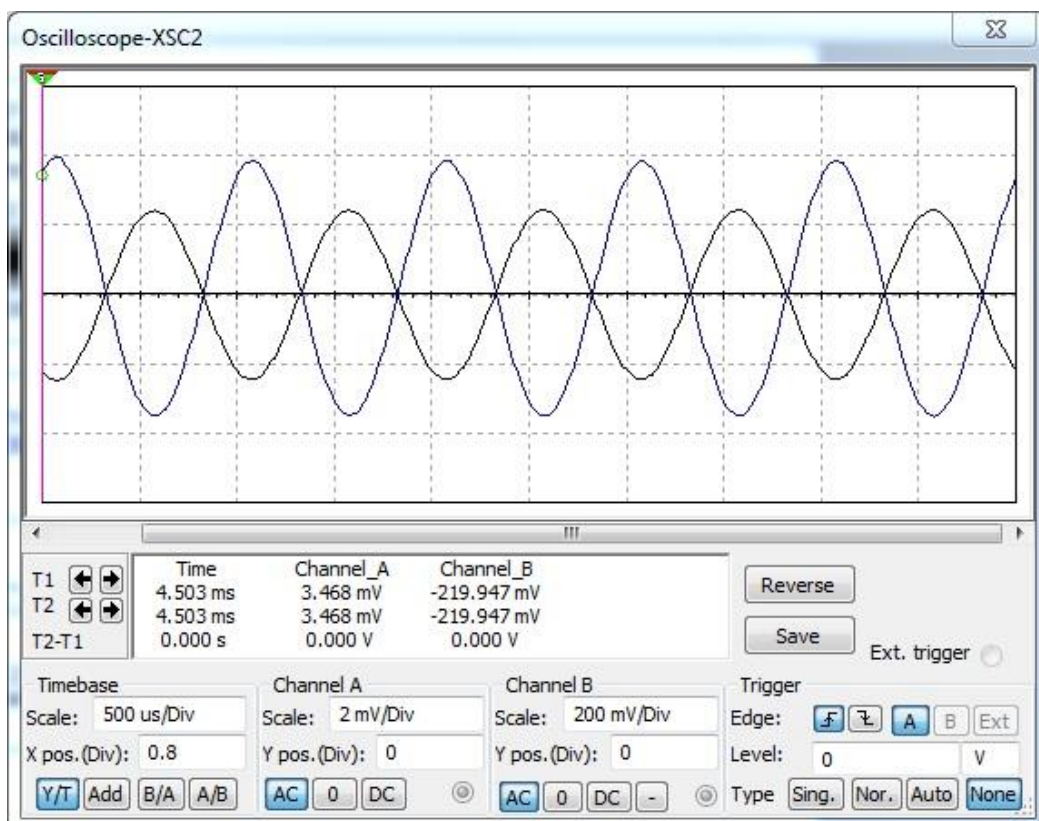 Oscilloscope-XSC2
Time Channel_A Channel_B
T1 4.503 ms 3.468 mV -219.947 mV
T2 4.503 ms 3.468 mV -219.947 mV
T2-T1 0.000 s 0.000 V 0.000 V
Reverse
Save
Ext. trigger
Timebase
Scale: 500 us/Div
X pos.(Div): 0.8
Y/T Add B/A A/B
Channel A
Scale: 2 mV/Div
Y pos.(Div): 0
AC 0 DC
Channel B
Scale: 200 mV/Div
Y pos.(Div): 0
AC 0 DC -
Trigger
Edge: A B Ext
Level: 0 V
Type Sing. Nor. Auto None